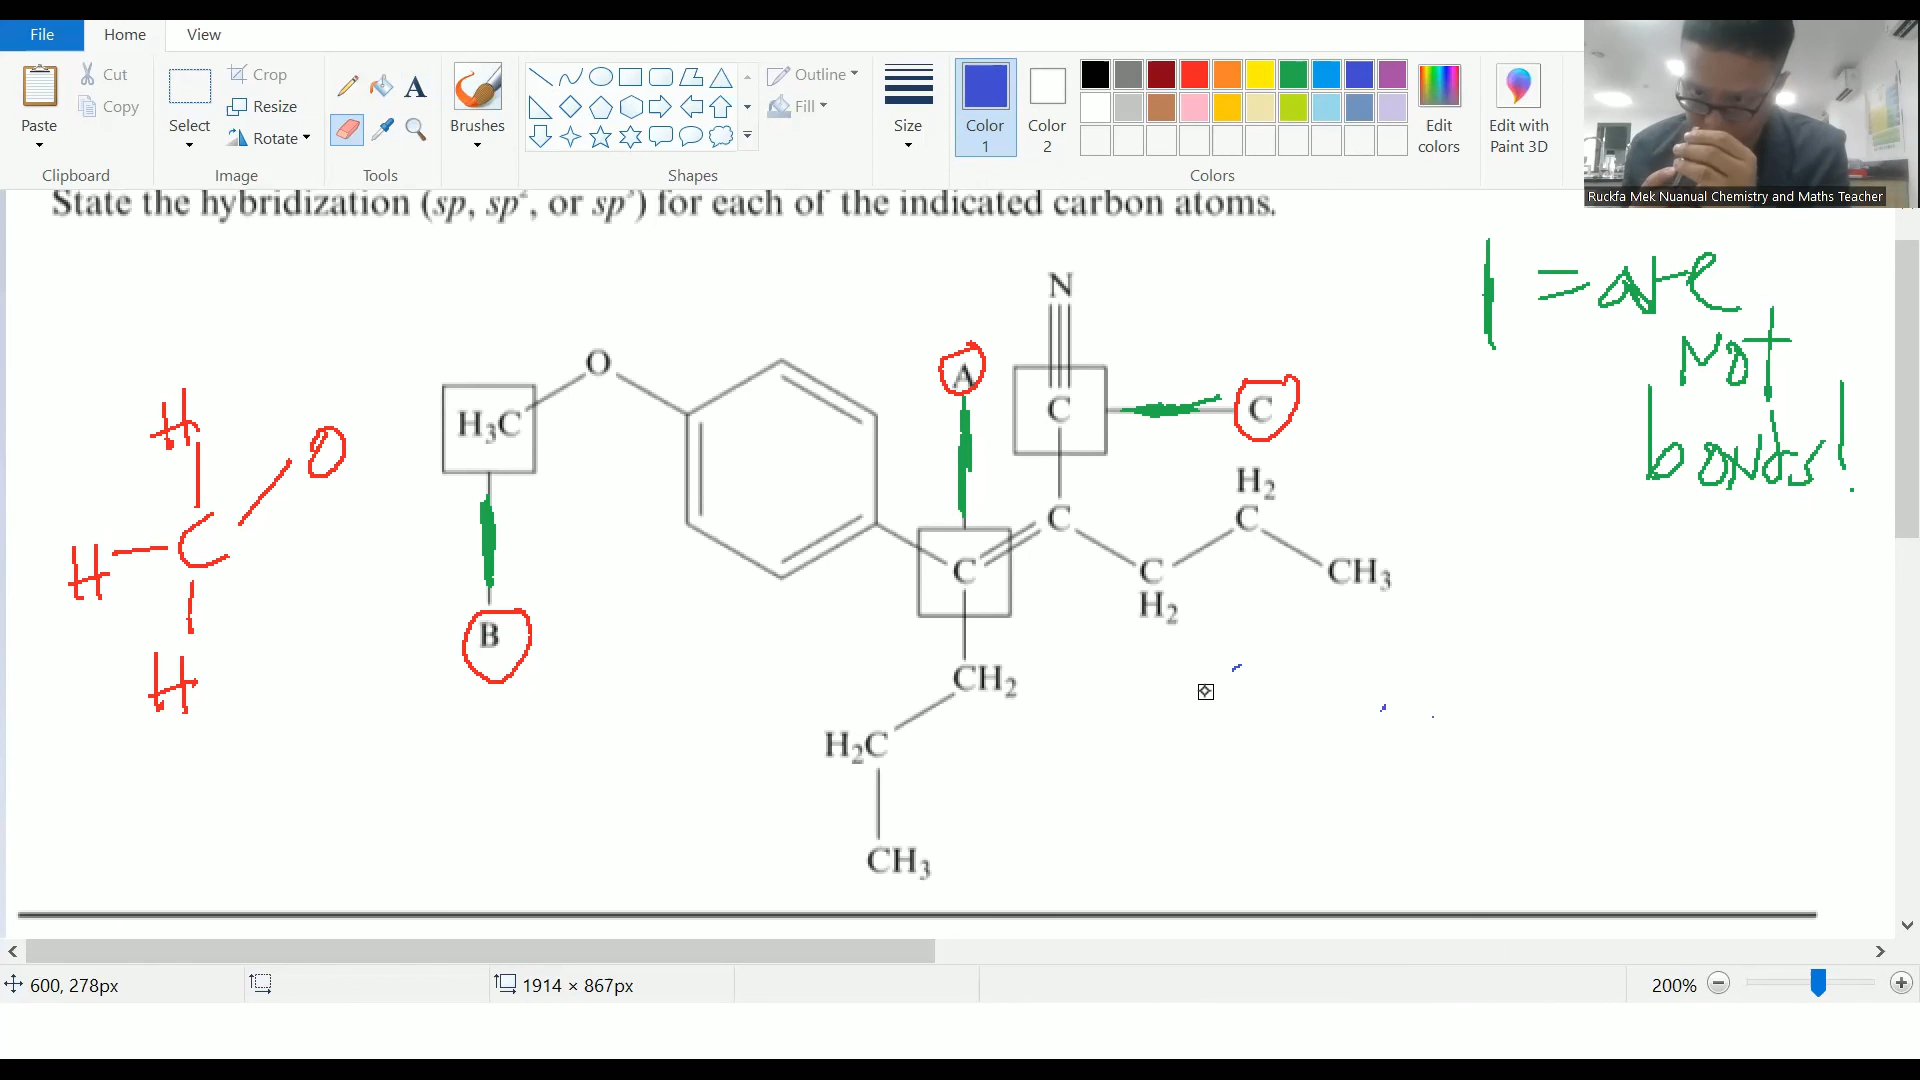 File Home View
Paste Cut Copy Clipboard
Select Crop Resize Rotate Image
A Tools
Brushes
Outline Fill Shapes
Size
Color 1 Color 2 Edit colors Edit with Paint 3D Colors
Ruckfa Mek Nuanual Chemistry and Maths Teacher
State the hybridization (sp, sp², or sp³) for each of the indicated carbon atoms.
= are
N
O A Not
H₃C C C
H O bonds!
H₂
C C
H C C C CH₃
B H₂
H CH₂
H₂C
CH₃
600, 278px 1914 × 867px 200%